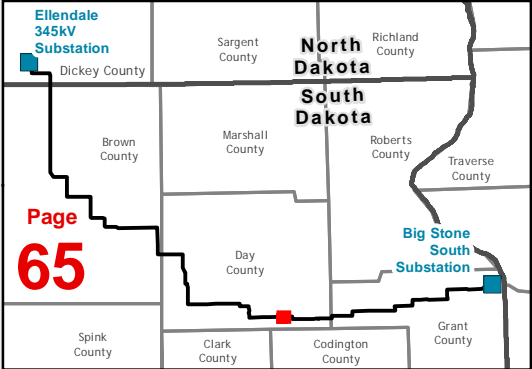 Ellendale
345kV
Substation
Dickey County
Sargent
County
North
Dakota
Richland
County
South
Dakota
Brown
County
Marshall
County
Roberts
County
Traverse
County
Page
65
Day
County
Big Stone
South
Substation
Spink
County
Clark
County
Codington
County
Grant
County